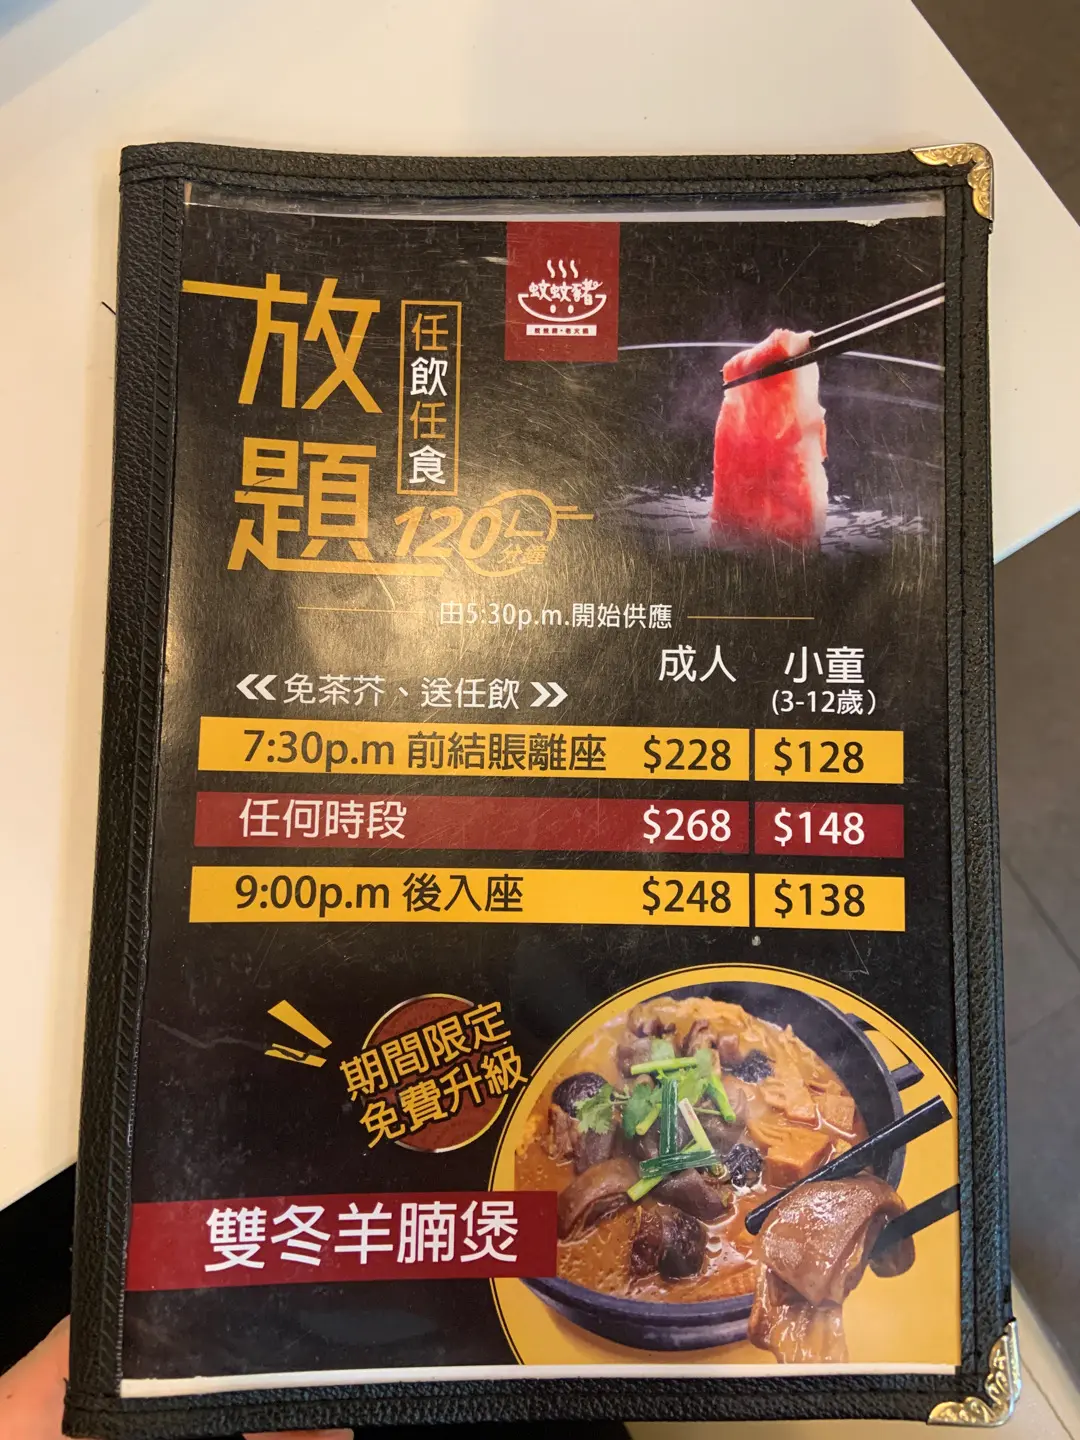 蚊蚊豬
放題
任飲任食
120分鐘
由5:30p.m.開始供應
成人 小童
(3-12歲)
免茶芥、送任飲
7:30p.m 前結賬離座 $228 $128
任何時段 $268 $148
9:00p.m 後入座 $248 $138
期間限定
免費升級
雙冬羊腩煲